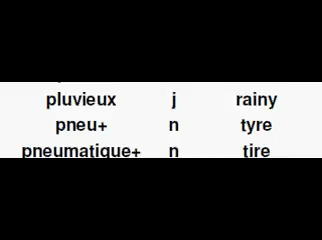 pluvieux j rainy
pneu+ n tyre
pneumatique+ n tire